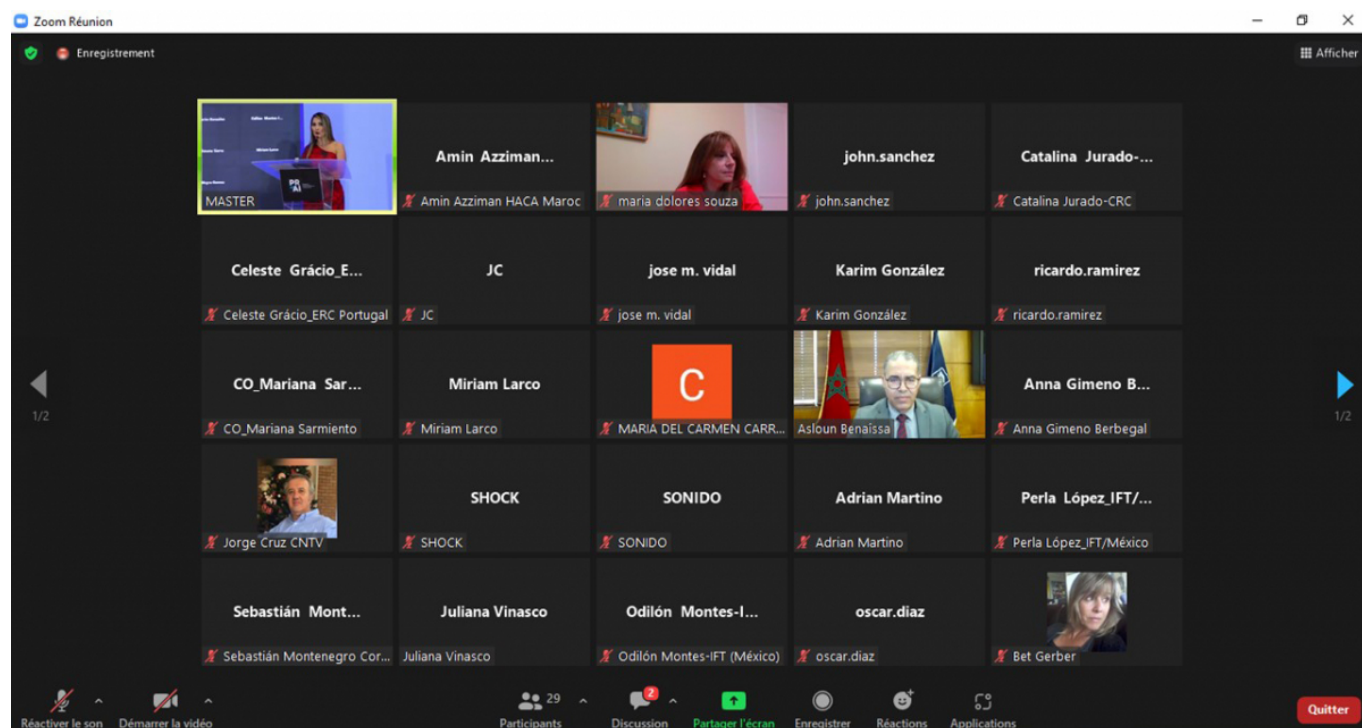 Zoom Réunion
Enregistrement
Afficher
Miriam Larco
PR
AI
MASTER
Amin Azziman...
Amin Azziman HACA Maroc
maria dolores souza
john.sanchez
john.sanchez
Catalina Jurado-...
Catalina Jurado-CRC
Celeste Grácio_E...
Celeste Grácio_ERC Portugal
JC
JC
jose m. vidal
jose m. vidal
Karim González
Karim González
ricardo.ramirez
ricardo.ramirez
1/2
CO_Mariana Sar...
CO_Mariana Sarmiento
Miriam Larco
Miriam Larco
C
MARIA DEL CARMEN CARR...
Asloun Benaïssa
Anna Gimeno B...
Anna Gimeno Berbegal
1/2
Jorge Cruz CNTV
SHOCK
SHOCK
SONIDO
SONIDO
Adrian Martino
Adrian Martino
Perla López_IFT/...
Perla López_IFT/México
Sebastián Mont...
Sebastián Montenegro Cor...
Juliana Vinasco
Juliana Vinasco
Odilón Montes-I...
Odilón Montes-IFT (México)
oscar.diaz
oscar.diaz
Bet Gerber
Réactiver le son
Démarrer la vidéo
29
Participants
2
Discussion
Partager l'écran
Enregistrer
Réactions
Applications
Quitter